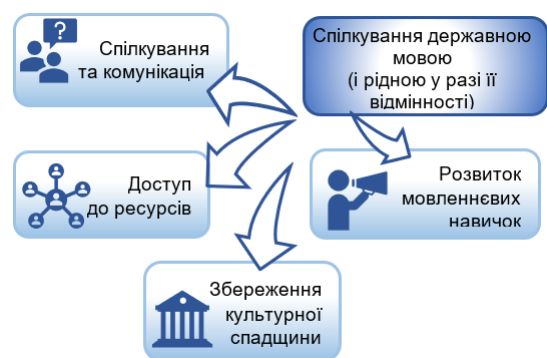 ?
Спілкування
та комунікація
Спілкування державною
мовою
(і рідною у разі її
відмінності)
Доступ
до ресурсів
Розвиток
мовленнєвих
навичок
Збереження
культурної
спадщини